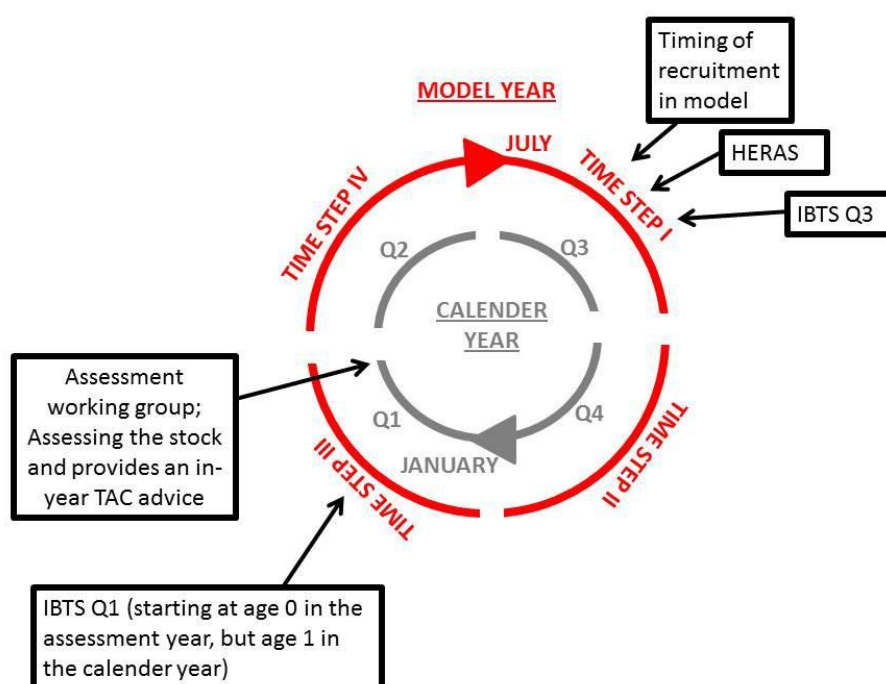 Timing of
recruitment
in model
MODEL YEAR
JULY
HERAS
TIME STEP IV
TIME STEP I
IBTS Q3
Q2
Q3
CALENDER
YEAR
Assessment
working group;
Assessing the stock
and provides an in-
year TAC advice
Q1
Q4
JANUARY
TIME STEP III
TIME STEP II
IBTS Q1 (starting at age 0 in the
assessment year, but age 1 in
the calender year)